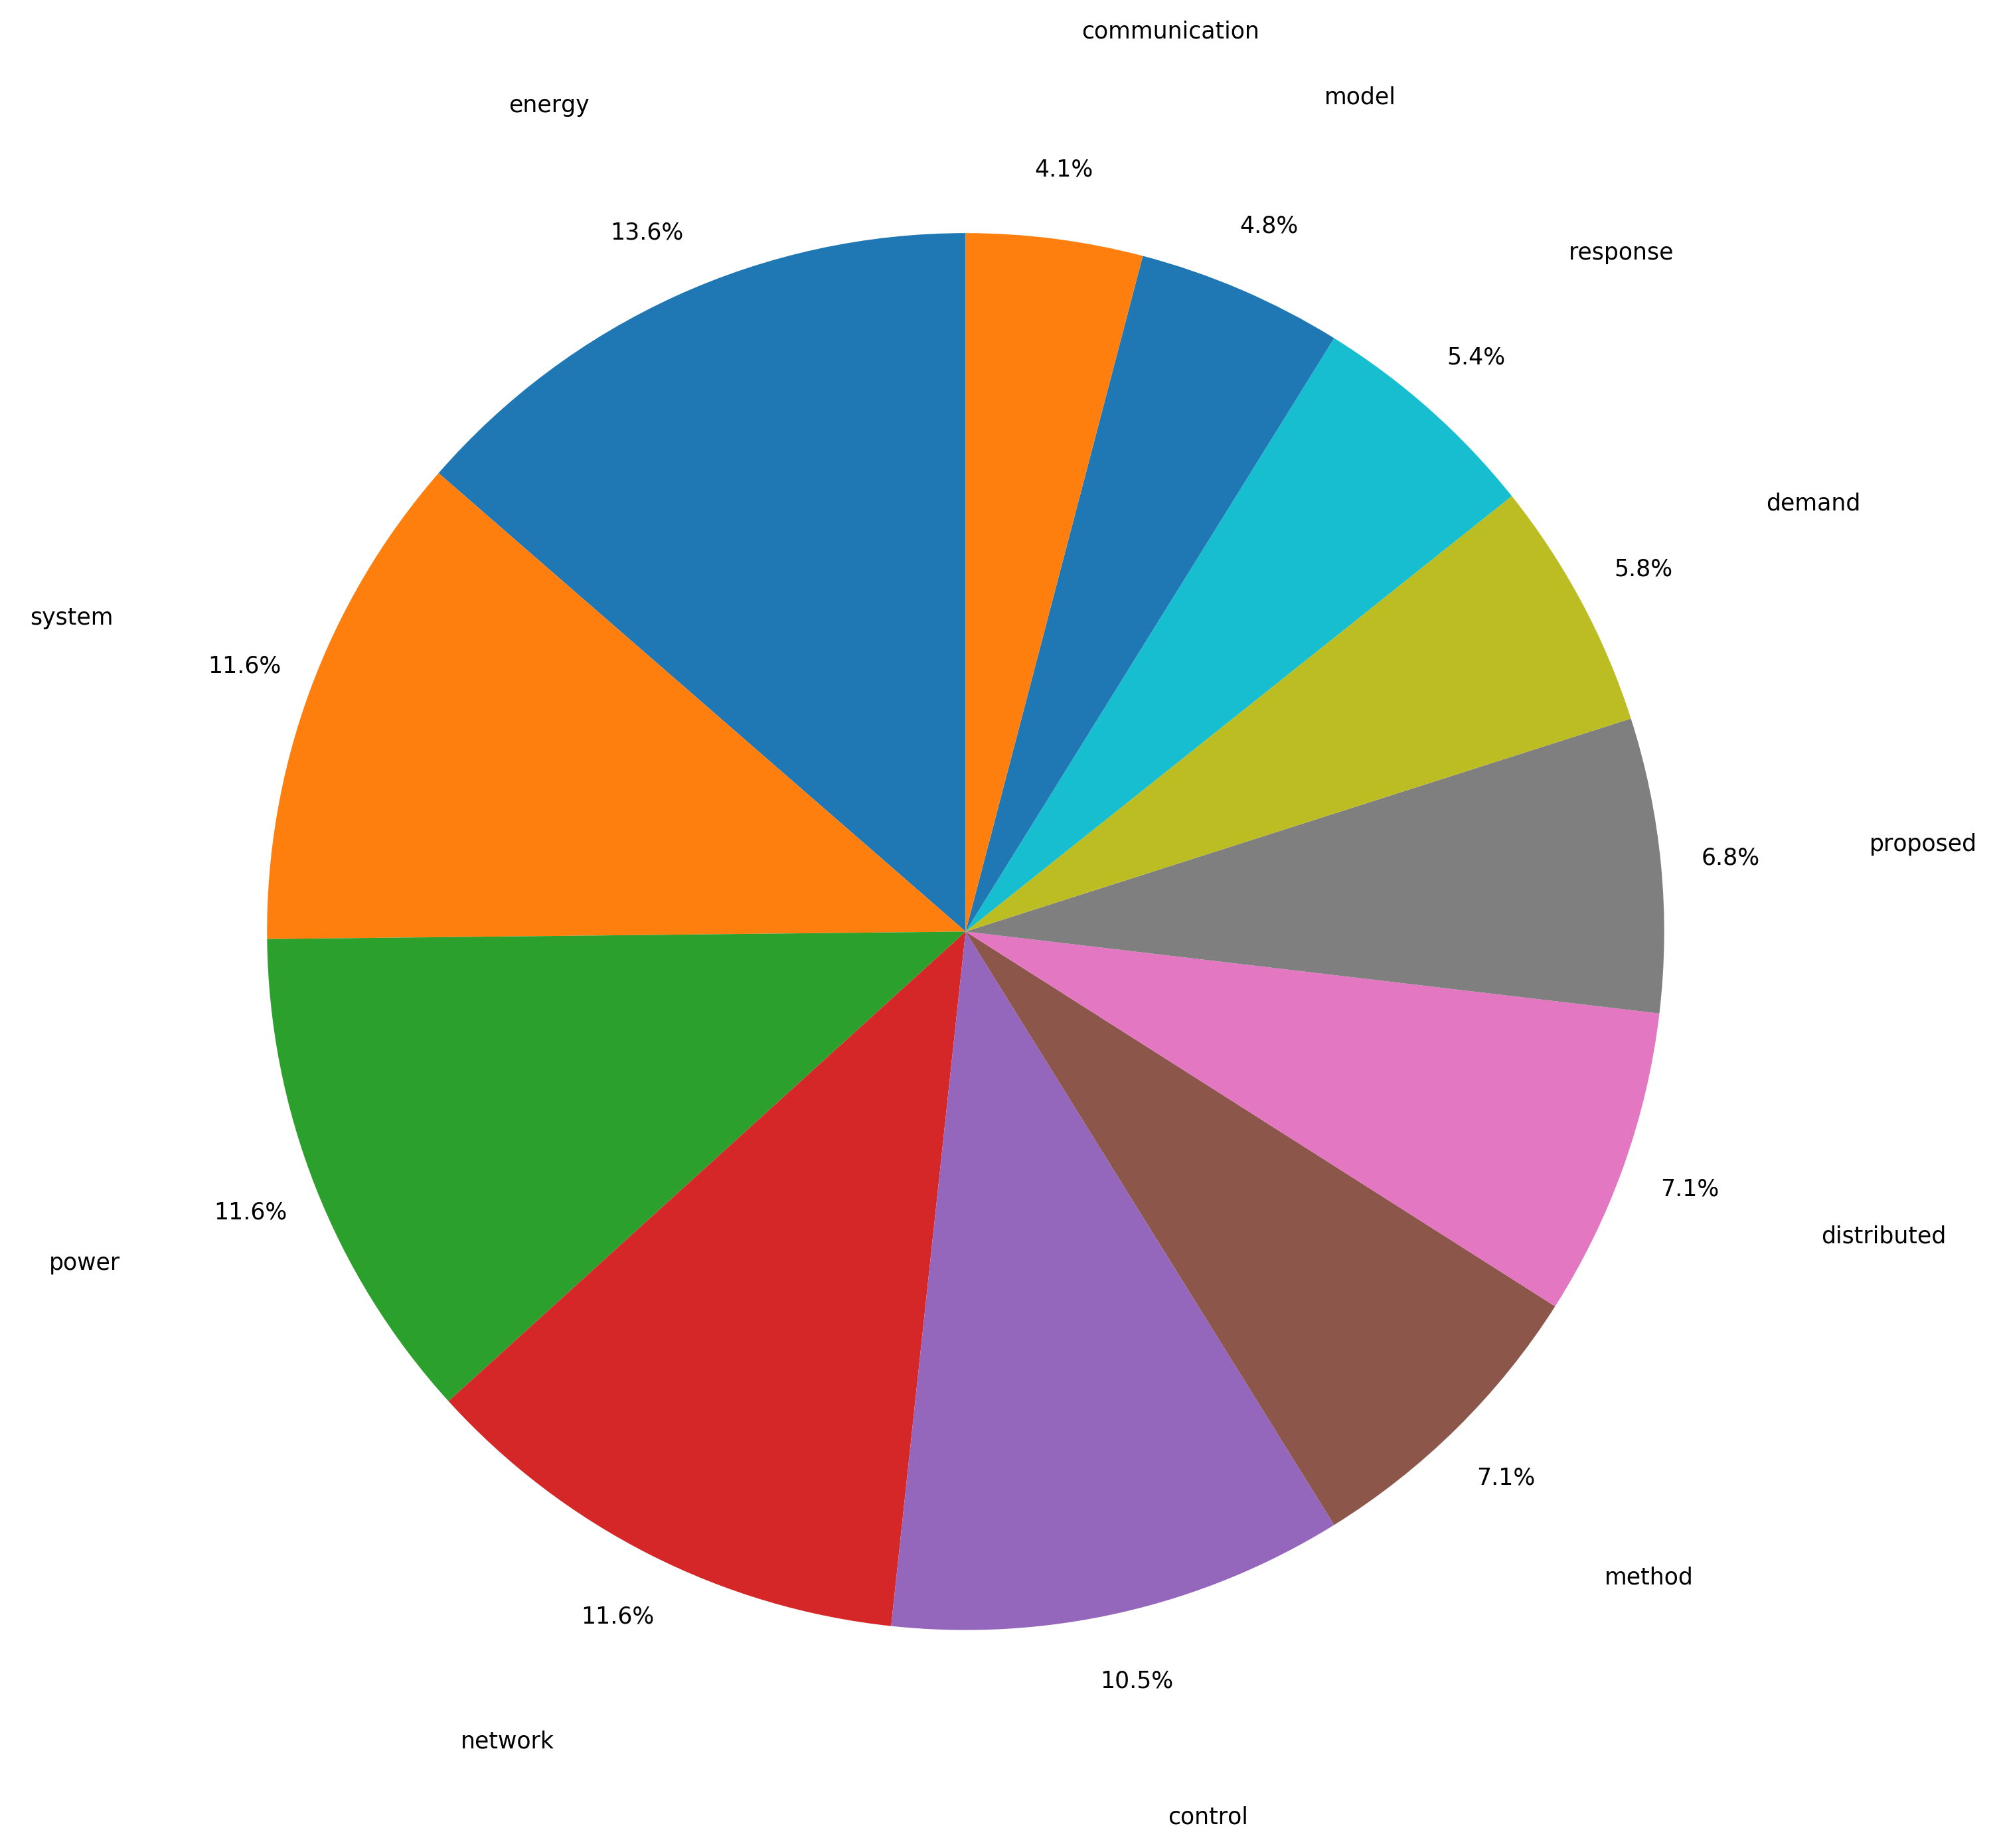 communication
model
energy
4.1%
4.8%
13.6%
response
5.4%
demand
5.8%
system
11.6%
proposed
6.8%
7.1%
distributed
11.6%
power
7.1%
method
11.6%
10.5%
network
control